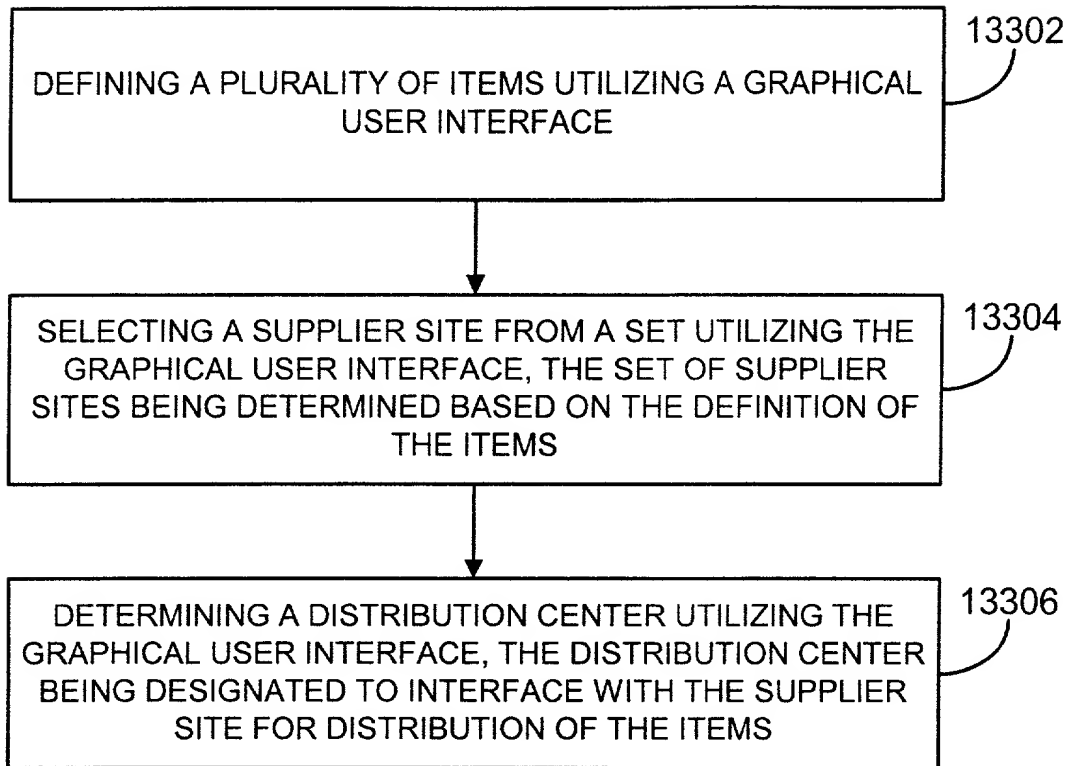 13302
DEFINING A PLURALITY OF ITEMS UTILIZING A GRAPHICAL
USER INTERFACE
13304
SELECTING A SUPPLIER SITE FROM A SET UTILIZING THE
GRAPHICAL USER INTERFACE, THE SET OF SUPPLIER
SITES BEING DETERMINED BASED ON THE DEFINITION OF
THE ITEMS
13306
DETERMINING A DISTRIBUTION CENTER UTILIZING THE
GRAPHICAL USER INTERFACE, THE DISTRIBUTION CENTER
BEING DESIGNATED TO INTERFACE WITH THE SUPPLIER
SITE FOR DISTRIBUTION OF THE ITEMS